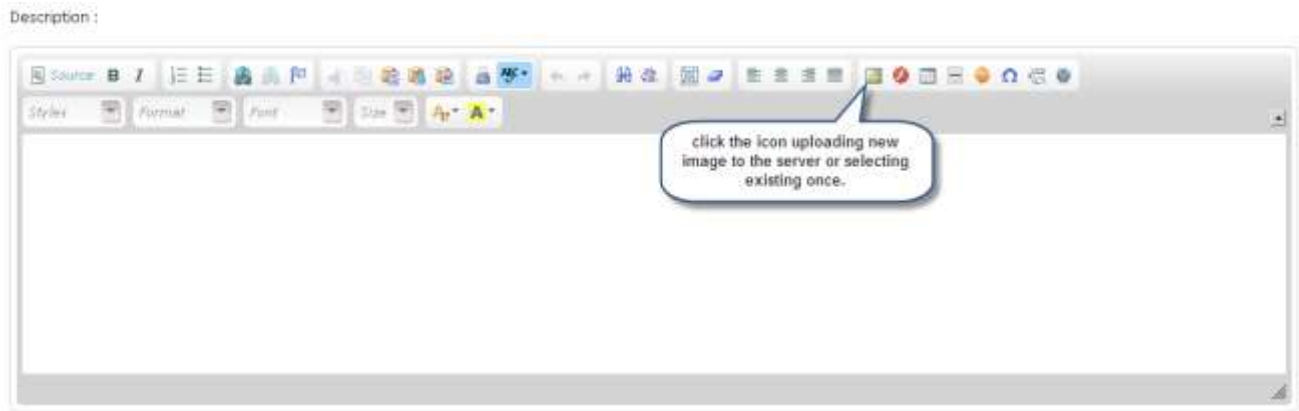 Description :
Source B I ABC
Styles Format Font Size A A
click the icon uploading new
image to the server or selecting
existing once.